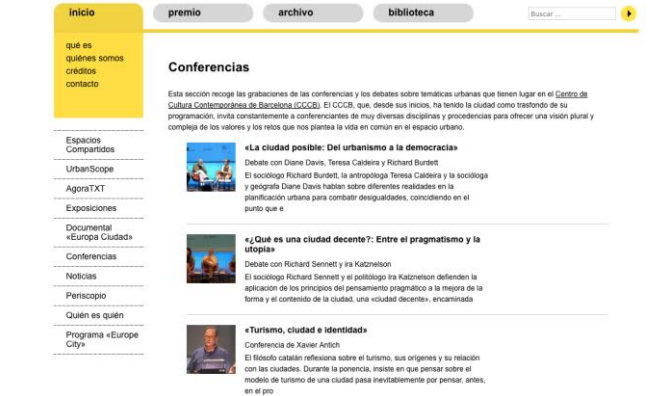 inicio
premio
archivo
biblioteca
Buscar ...
qué es
quiénes somos
créditos
contacto
Espacios
Compartidos
UrbanScope
AgoraTXT
Exposiciones
Documental
«Europa Ciudad»
Conferencias
Noticias
Periscopio
Quién es quién
Programa «Europe
City»
Conferencias
Esta sección recoge las grabaciones de las conferencias y los debates sobre temáticas urbanas que tienen lugar en el Centro de
Cultura Contemporánea de Barcelona (CCCB). El CCCB, que, desde sus inicios, ha tenido la ciudad como trasfondo de su
programación, invita constantemente a conferenciantes de muy diversas disciplinas y procedencias para ofrecer una visión plural y
compleja de los valores y los retos que nos plantea la vida en común en el espacio urbano.
«La ciudad posible: Del urbanismo a la democracia»
Debate con Diane Davis, Teresa Caldeira y Richard Burdett
El sociólogo Richard Burdett, la antropóloga Teresa Caldeira y la socióloga
y geógrafa Diane Davis hablan sobre diferentes realidades en la
planificación urbana para combatir desigualdades, coincidiendo en el
punto que e
«¿Qué es una ciudad decente?: Entre el pragmatismo y la
utopía»
Debate con Richard Sennett y ira Katznelson
El sociólogo Richard Sennett y el politólogo Ira Katznelson defienden la
aplicación de los principios del pensamiento pragmático a la mejora de la
forma y el contenido de la ciudad, una «ciudad decente», encaminada
«Turismo, ciudad e identidad»
Conferencia de Xavier Antich
El filósofo catalán reflexiona sobre el turismo, sus orígenes y su relación
con las ciudades. Durante la ponencia, insiste en que pensar sobre el
modelo de turismo de una ciudad pasa inevitablemente por pensar, antes,
en el pro